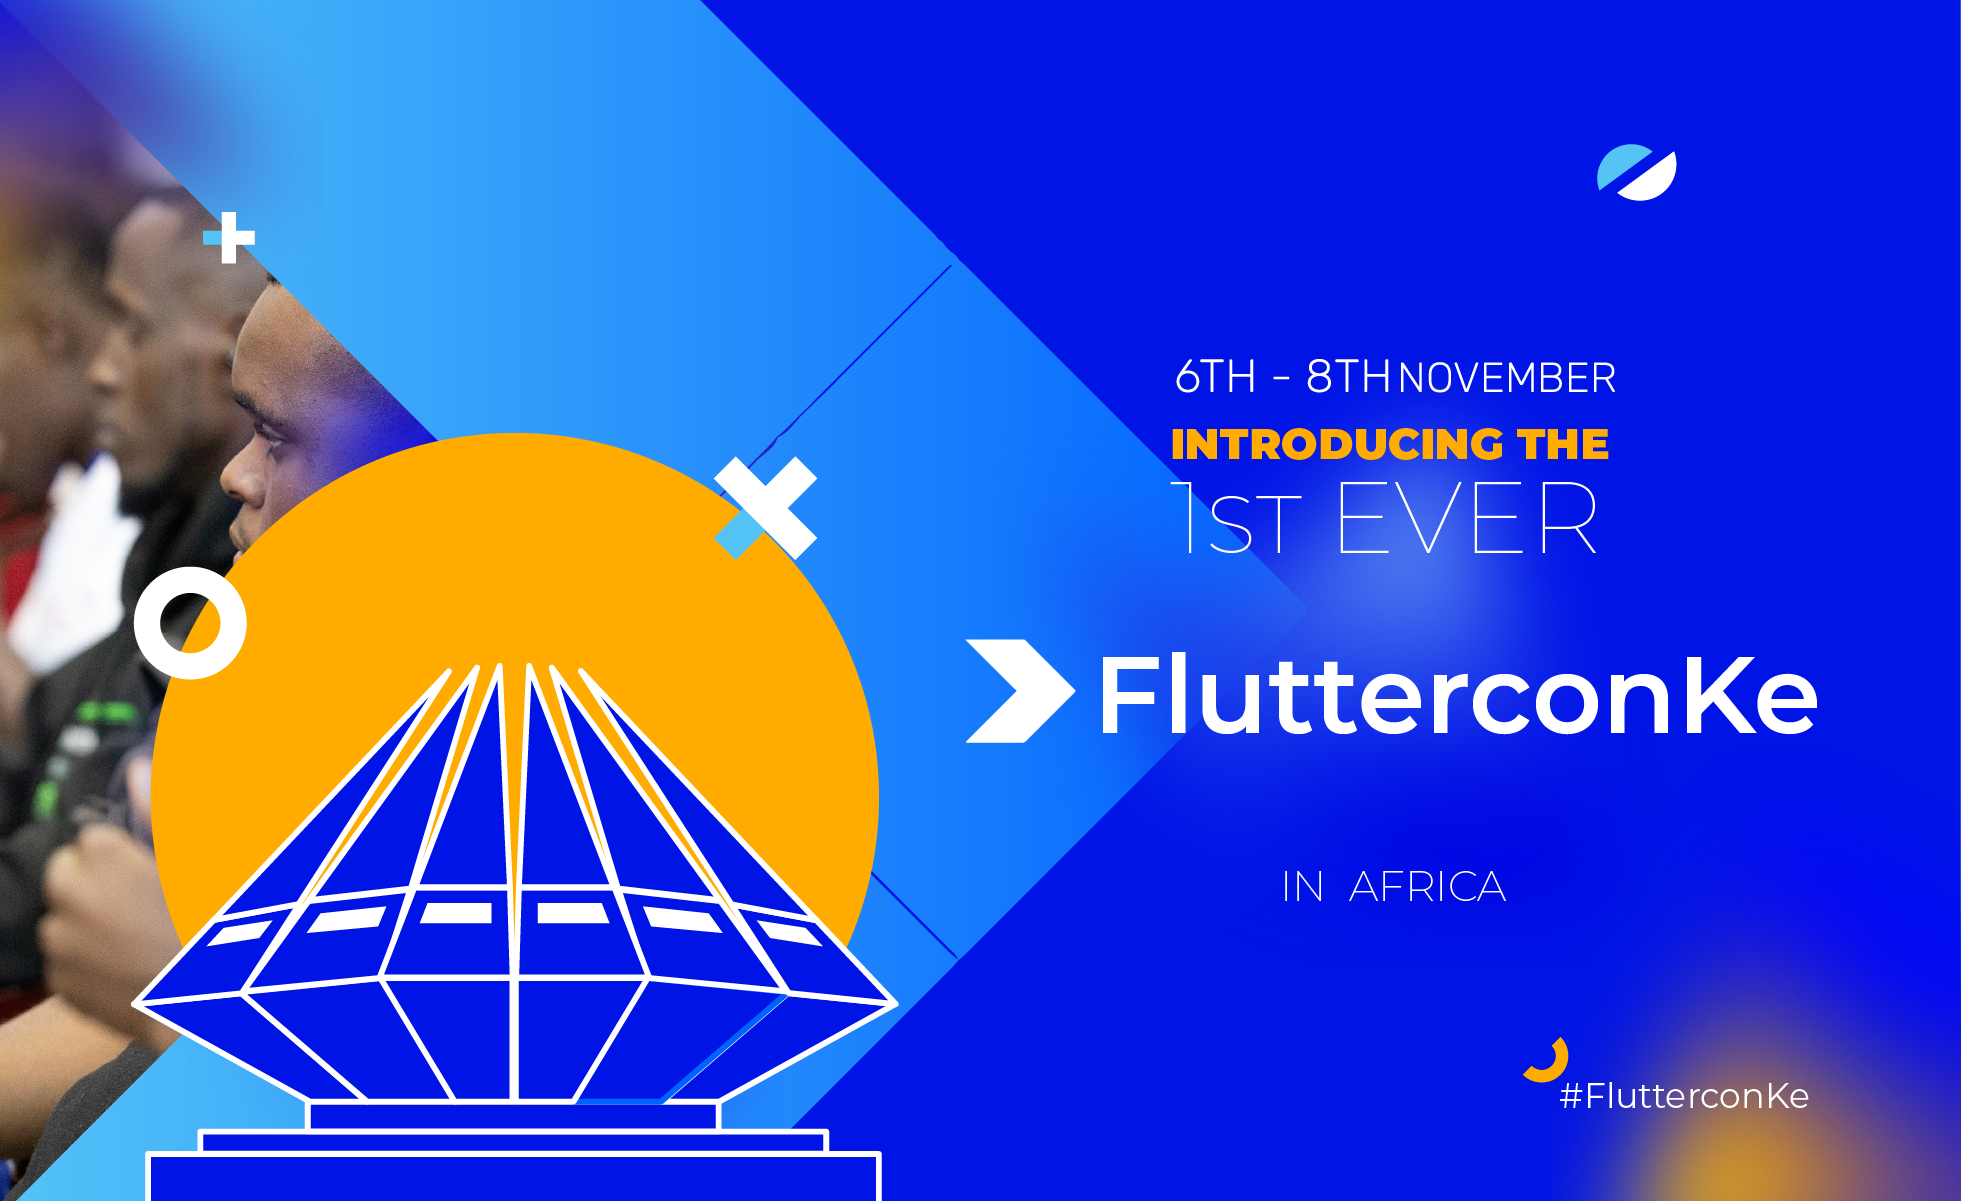 6TH - 8TH NOVEMBER
INTRODUCING THE
1ST EVER
FlutterconKe
IN AFRICA
#FlutterconKe